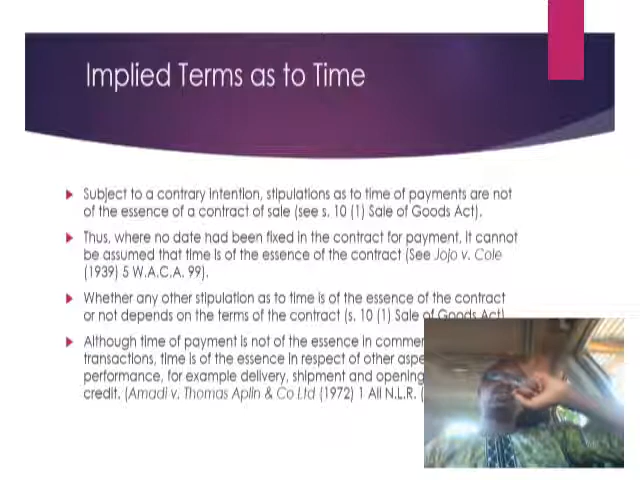 Implied Terms as to Time
Subject to a contrary intention, stipulations as to time of payments are not
of the essence of a contract of sale (see s. 10 (1) Sale of Goods Act).
Thus, where no date had been fixed in the contract for payment, it cannot
be assumed that time is of the essence of the contract (See Jojo v. Cole
(1939) 5 W.A.C.A. 99).
Whether any other stipulation as to time is of the essence of the contract
or not depends on the terms of the contract (s. 10 (1) Sale of Goods Act)
Although time of payment is not of the essence in
transactions, time is of the essence in respect of other
performance, for example delivery, shipment and opening
credit. (Amadi v. Thomas Aplin & Co Ltd (1972) 1 All N.L.R. (